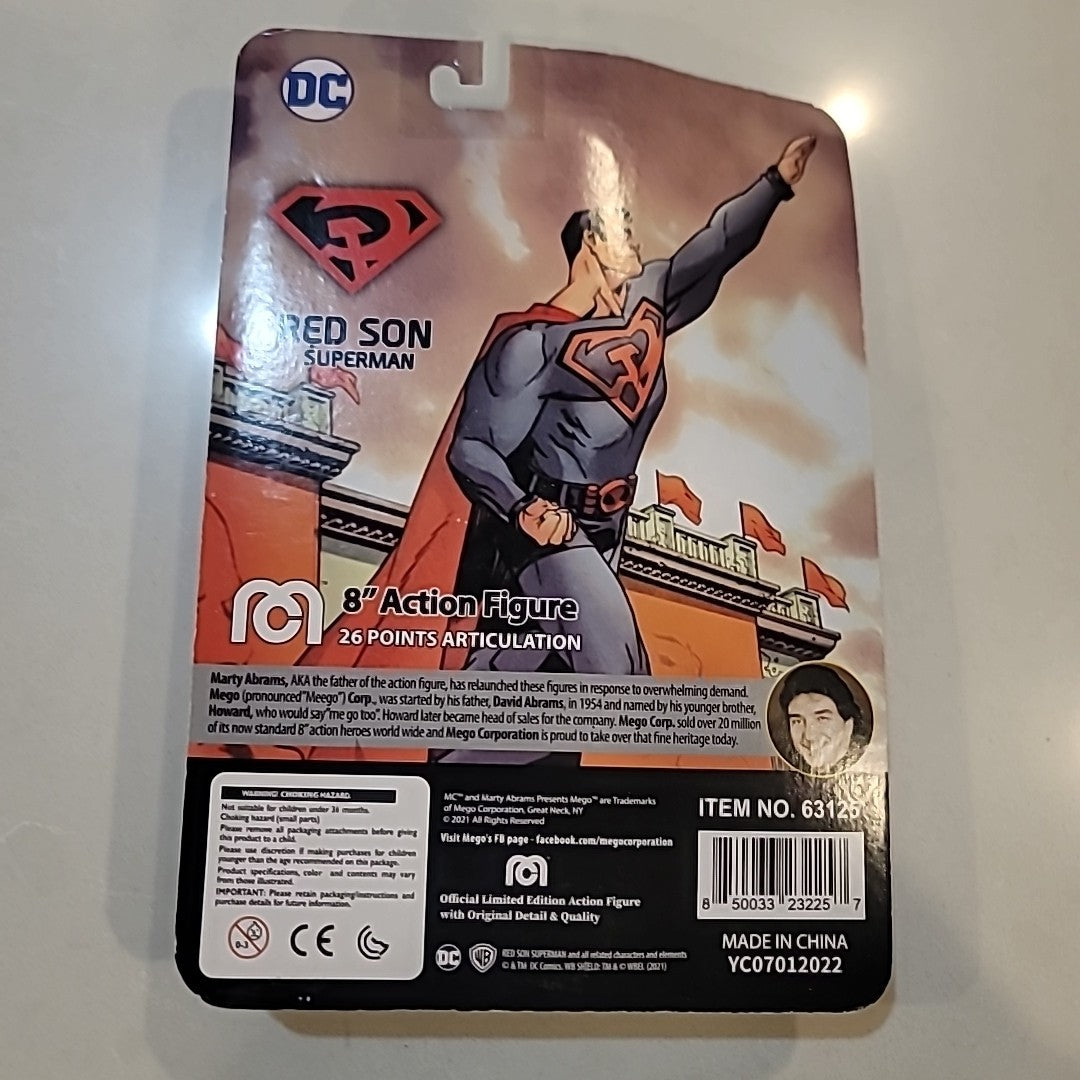 DC
RED SON
SUPERMAN
8" Action Figure
26 POINTS ARTICULATION
Marty Abrams, AKA the father of the action figure, has relaunched these figures in response to overwhelming demand.
Mego (pronounced "Meego") Corp., was started by his father, David Abrams, in 1954 and named by his younger brother,
Howard, who would say "me go too". Howard later became head of sales for the company. Mego Corp. sold over 20 million
of its now standard 8" action heroes world wide and Mego Corporation is proud to take over that fine heritage today.
WARNING! CHOKING HAZARD.
Not suitable for children under 36 months.
Choking hazard (small parts)
Please remove all packaging attachments before giving
this product to a child.
Please use discretion if making purchases for children
younger than the age recommended on this package.
Product specifications, color and contents may vary
from those illustrated.
IMPORTANT: Please retain packaging/instructions and
purchase details for future information.
0-3
CE
MC™ and Marty Abrams Presents Mego™ are Trademarks
of Mego Corporation, Great Neck, NY
© 2021 All Rights Reserved
Visit Mego's FB page - facebook.com/megocorporation
Official Limited Edition Action Figure
with Original Detail & Quality
DC WB RED SON SUPERMAN and all related characters and elements
© & TM DC Comics. WB SHIELD: TM & © WBEI. (2021)
ITEM NO. 63125
8 50033 23225 7
MADE IN CHINA
YC07012022